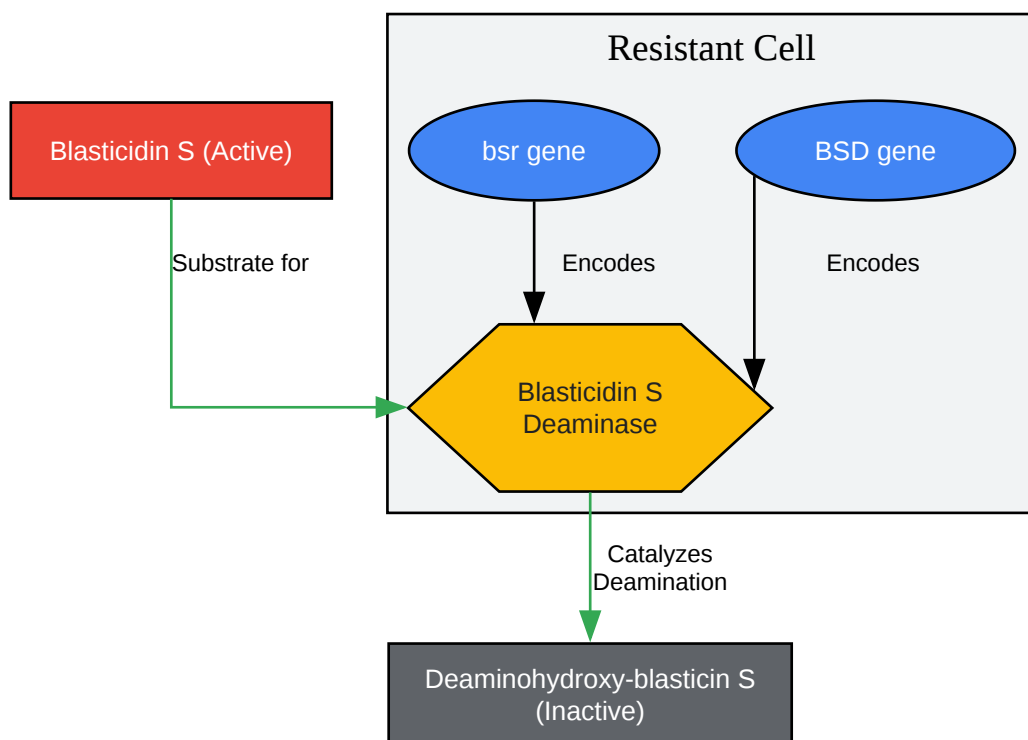 Resistant Cell
Blasticidin S (Active)
bsr gene
BSD gene
Substrate for
Encodes
Encodes
Blasticidin S
Deaminase
Catalyzes
Deamination
Deaminohydroxy-blasticin S
(Inactive)